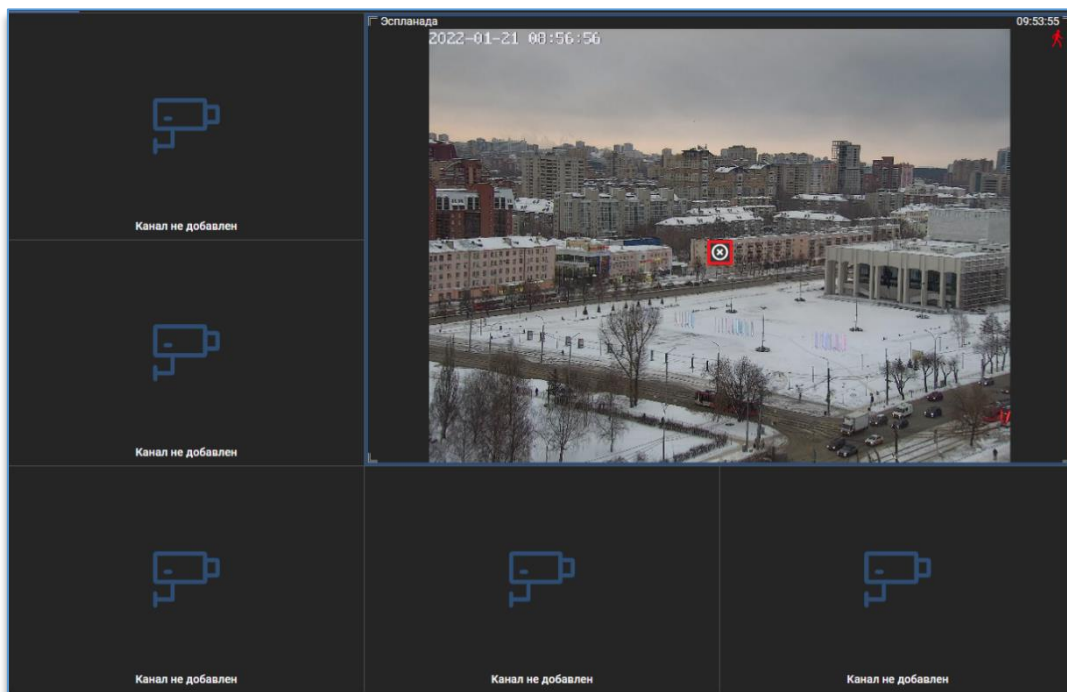 Эспланада
09:53:55
2022-01-21 08:56:56
Канал не добавлен
Канал не добавлен
Канал не добавлен
Канал не добавлен
Канал не добавлен